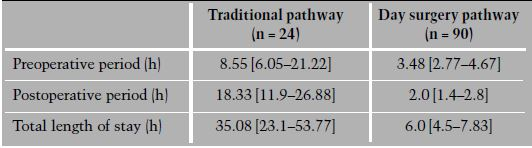 Traditional pathway Day surgery pathway
(n = 24) (n = 90)
Preoperative period (h) 8.55 [6.05–21.22] 3.48 [2.77–4.67]
Postoperative period (h) 18.33 [11.9–26.88] 2.0 [1.4–2.8]
Total length of stay (h) 35.08 [23.1–53.77] 6.0 [4.5–7.83]